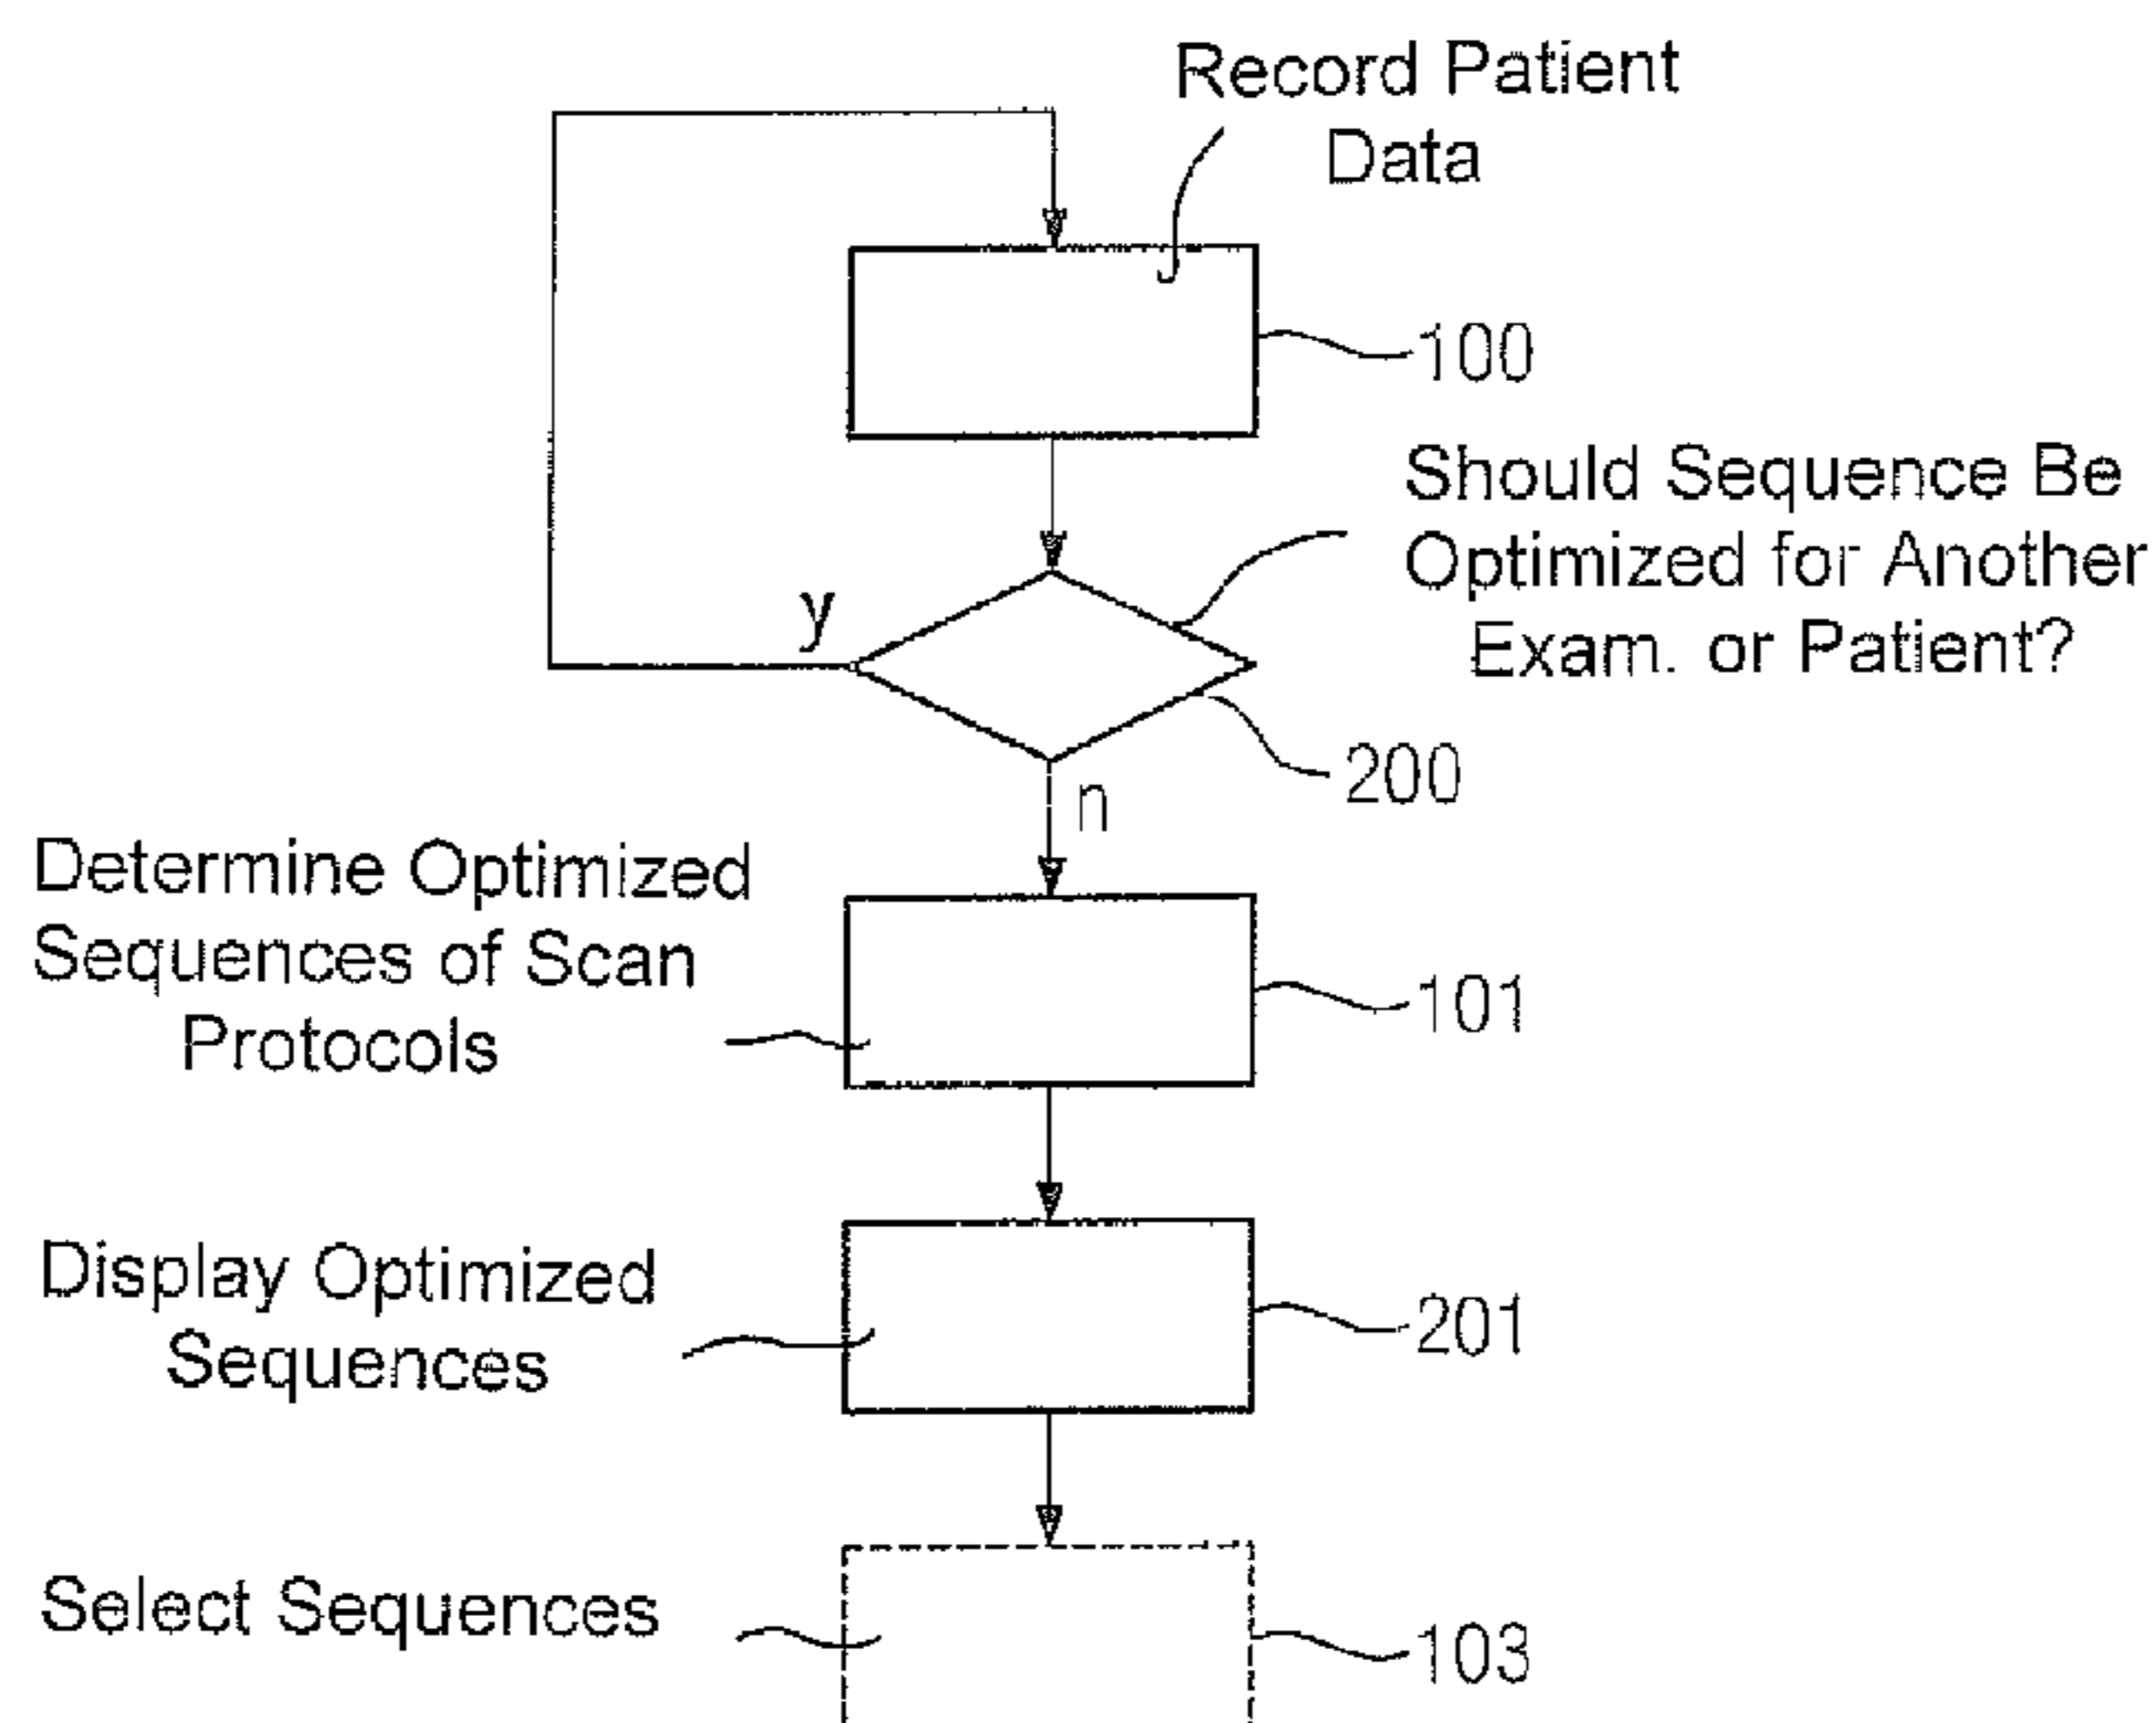 Record Patient
Data
100
Should Sequence Be
Optimized for Another
Exam. or Patient?
y
200
n
Determine Optimized
Sequences of Scan
Protocols
101
Display Optimized
Sequences
201
Select Sequences
103